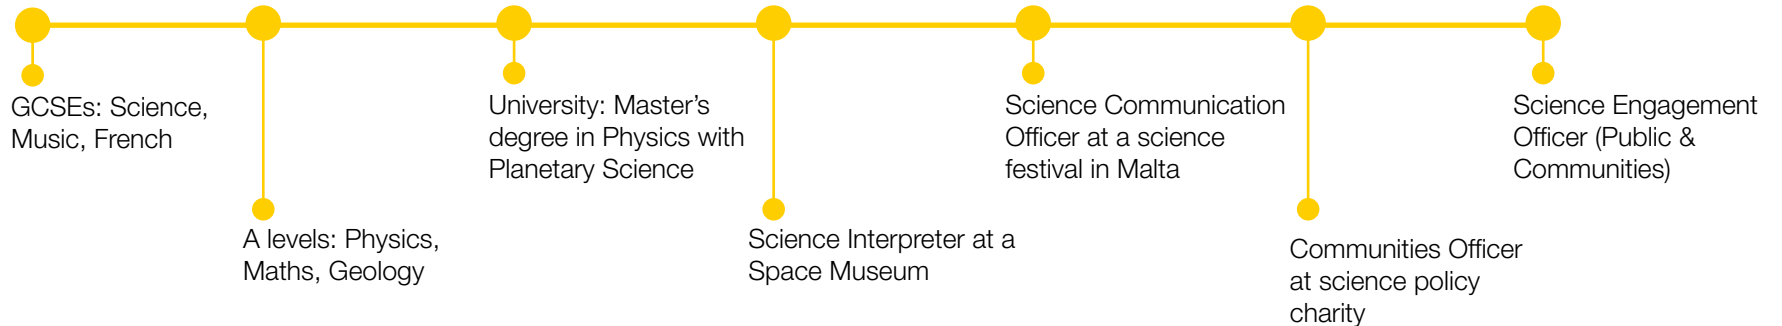 GCSEs: Science,
Music, French
A levels: Physics,
Maths, Geology
University: Master’s
degree in Physics with
Planetary Science
Science Interpreter at a
Space Museum
Science Communication
Officer at a science
festival in Malta
Communities Officer
at science policy
charity
Science Engagement
Officer (Public &
Communities)